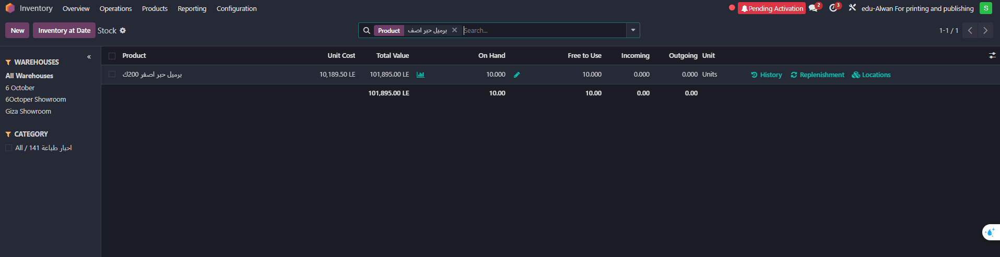 Inventory Overview Operations Products Reporting Configuration Pending Activation 2 3 edu-Alwan For printing and publishing S
New Inventory at Date Stock Product برميل حبر اصف Search... 1-1 / 1
WAREHOUSES
All Warehouses
6 October
6Octoper Showroom
Giza Showroom
CATEGORY
All / 141 احبار طباعة
Product Unit Cost Total Value On Hand Free to Use Incoming Outgoing Unit
برميل حبر اصفر 200ك 10,189.50 LE 101,895.00 LE 10.000 10.000 0.000 0.000 Units History Replenishment Locations
101,895.00 LE 10.00 10.00 0.00 0.00